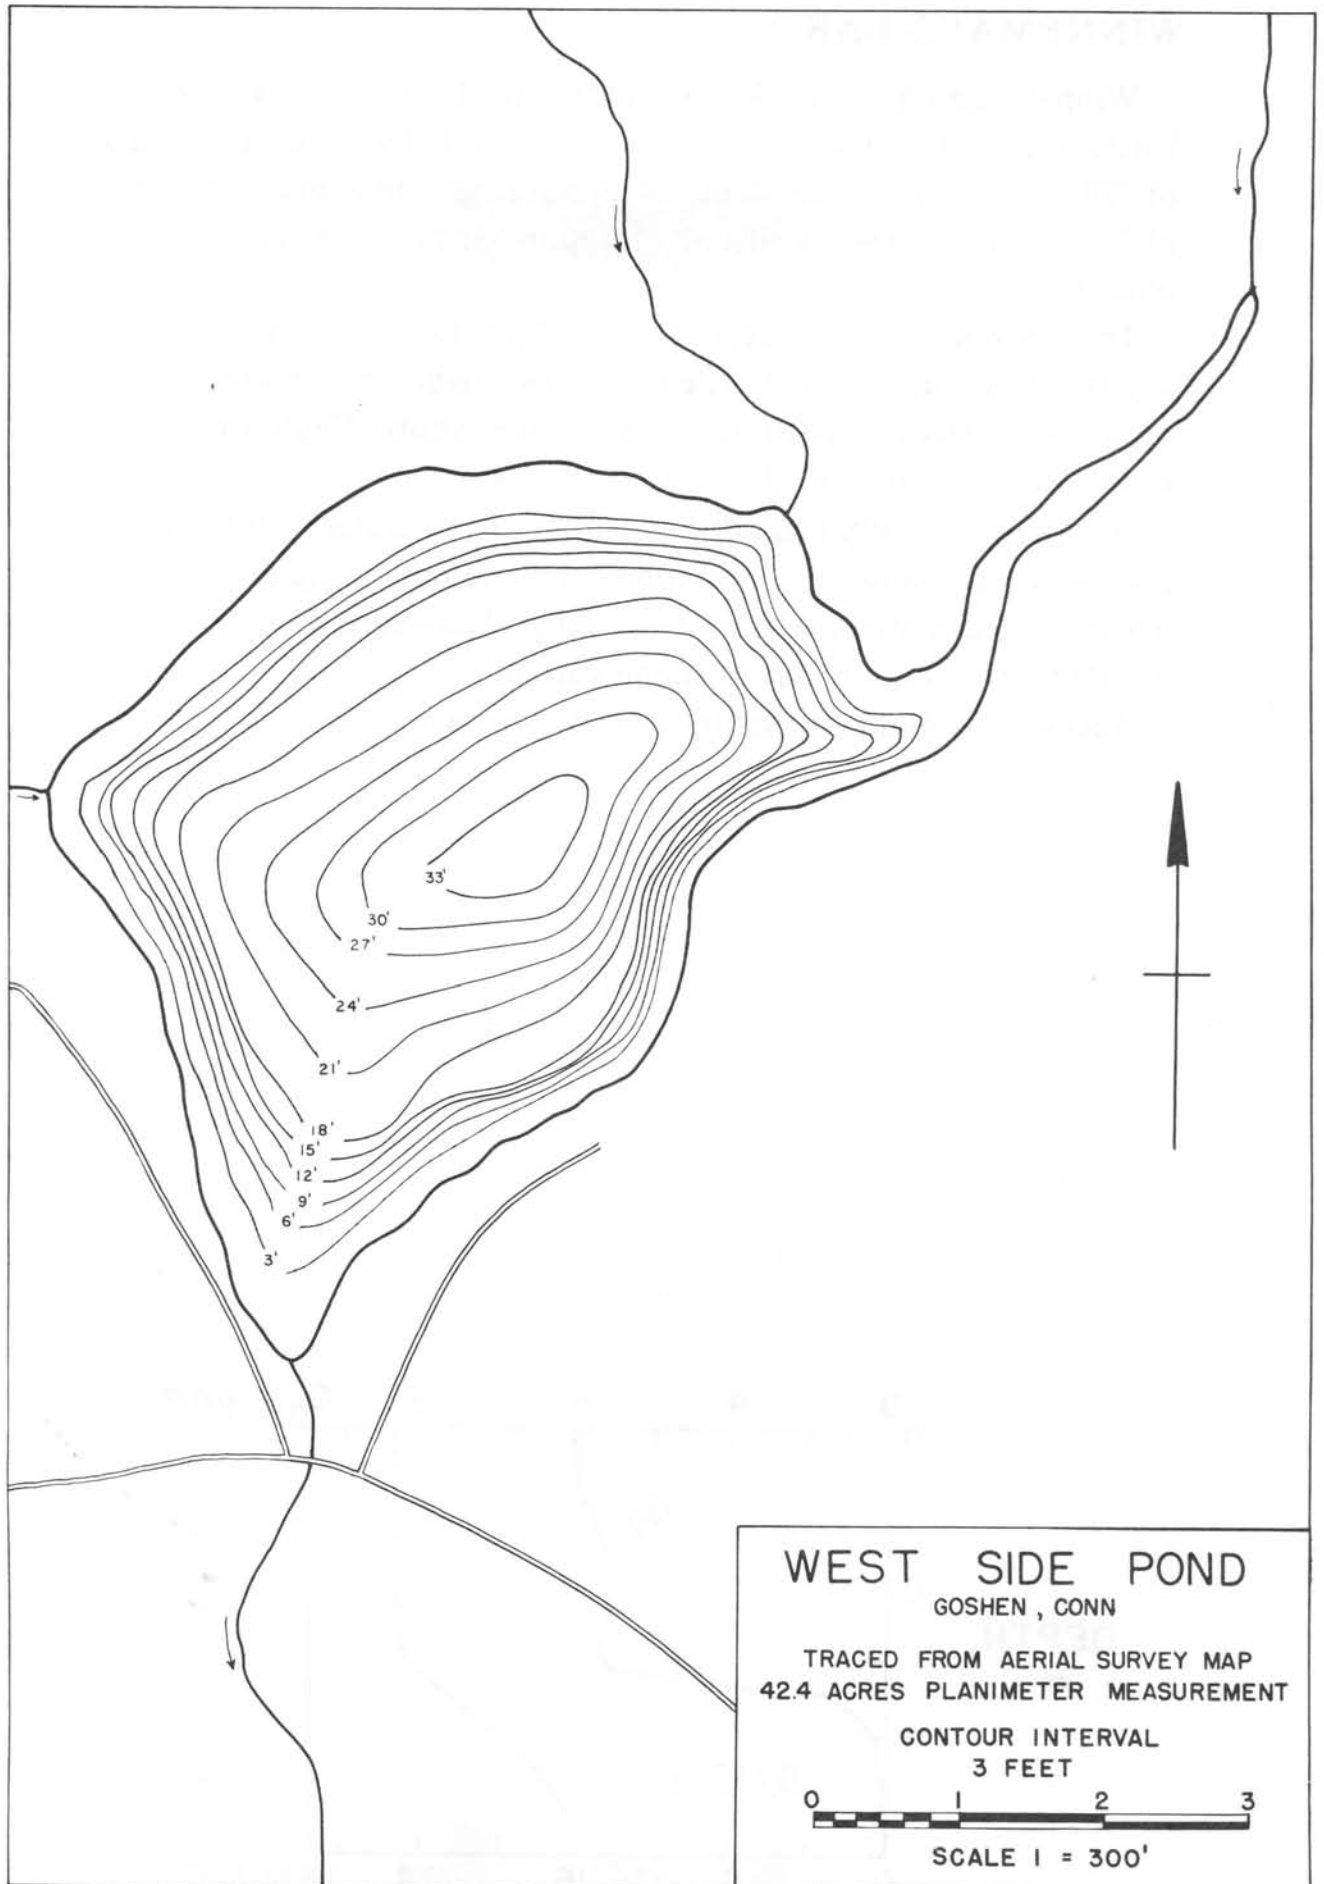 33'
30'
27'
24'
21'
18'
15'
12'
9'
6'
3'
WEST SIDE POND
GOSHEN , CONN
TRACED FROM AERIAL SURVEY MAP
42.4 ACRES PLANIMETER MEASUREMENT
CONTOUR INTERVAL
3 FEET
0 1 2 3
SCALE 1 = 300'